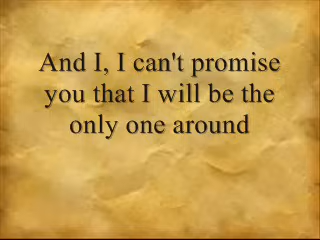 And I, I can't promise
you that I will be the
only one around